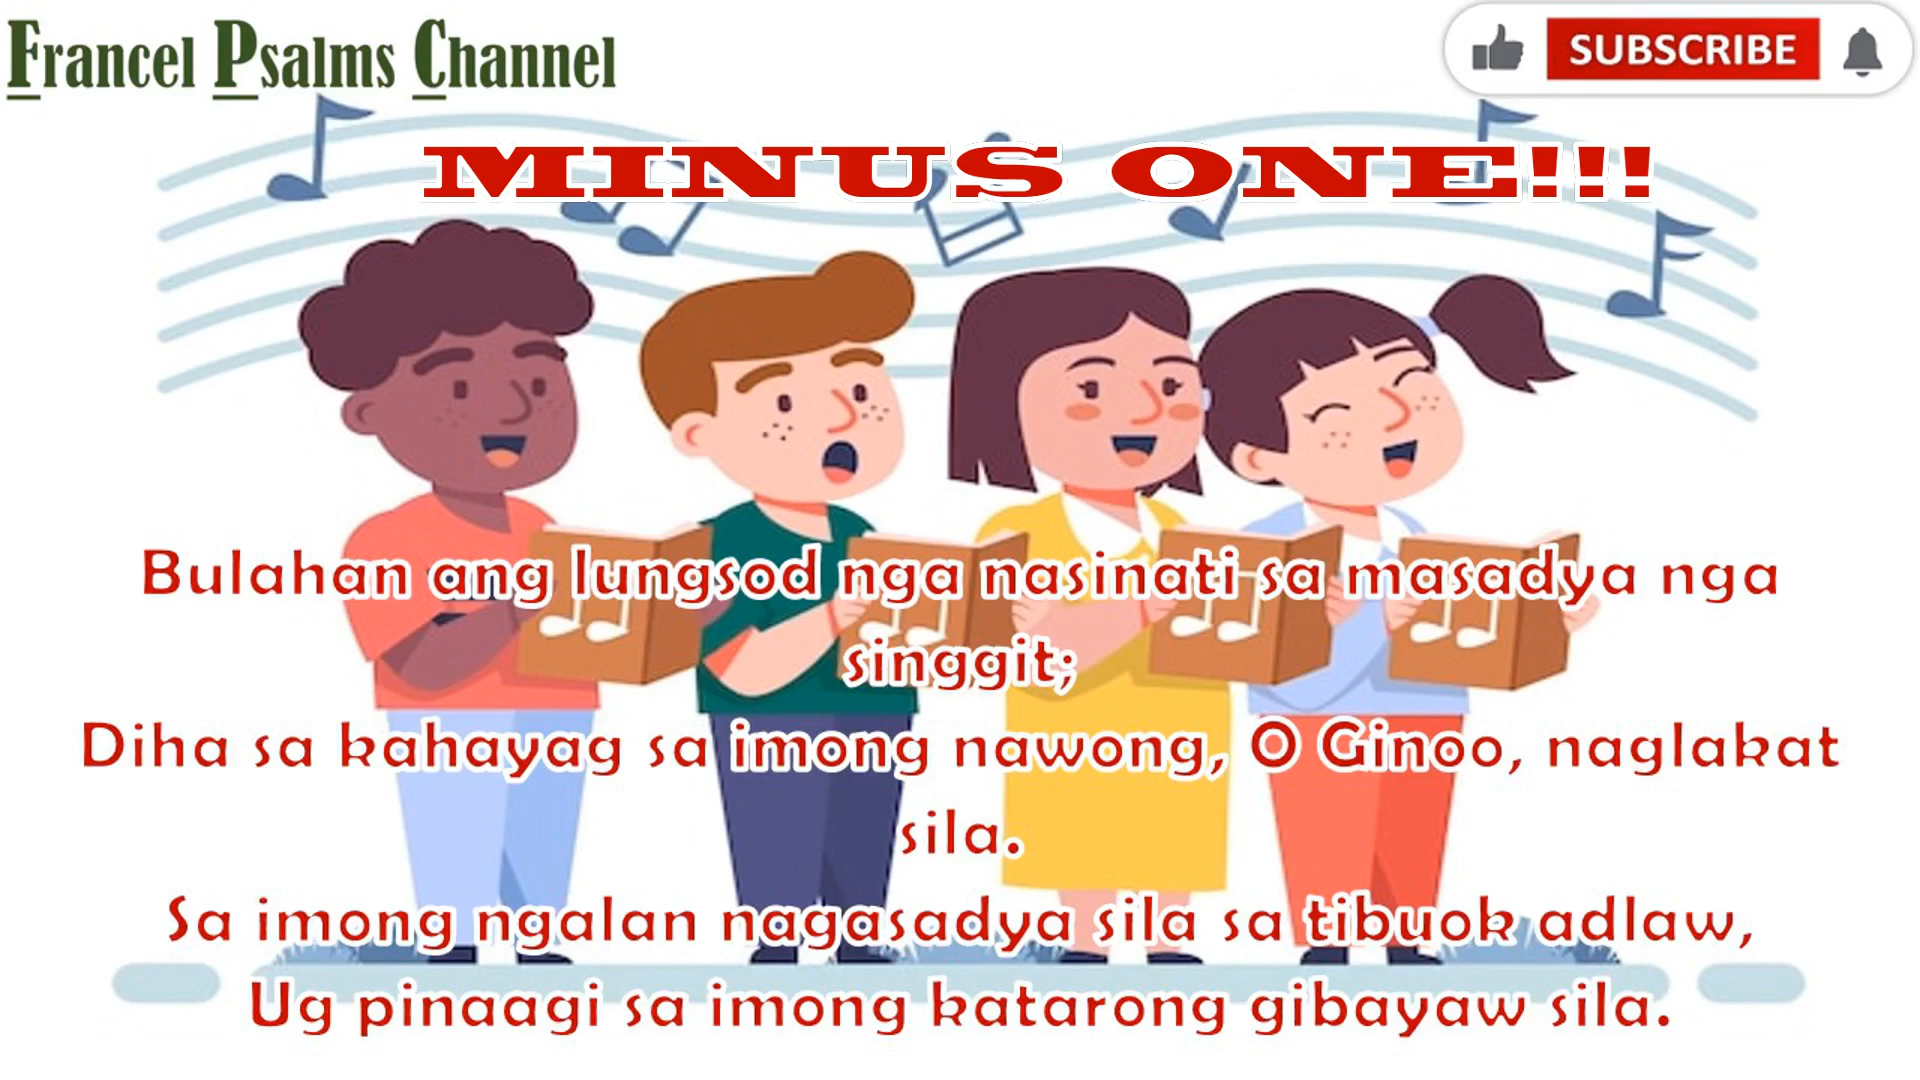 Francel Psalms Channel
SUBSCRIBE
MINUS ONE!!!
Bulahan ang lungsod nga nasinati sa masadya nga
singgit;
Diha sa kahayag sa imong nawong, O Ginoo, naglakat
sila.
Sa imong ngalan nagasadya sila sa tibuok adlaw,
Ug pinaagi sa imong katarong gibayaw sila.